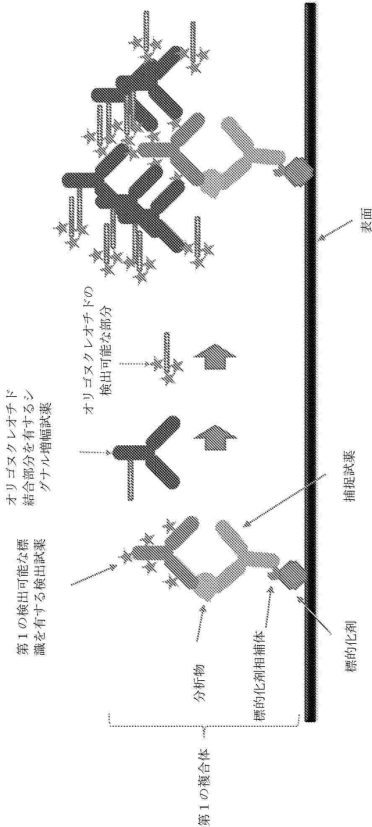 第1の検出可能な標
識を有する検出試薬
オリゴヌクレオチド
結合部分を有するシ
グナル増幅試薬
オリゴヌクレオチドの
検出可能な部分
第1の複合体
分析物
標的化剤相補体
標的化剤
捕捉試薬
表面